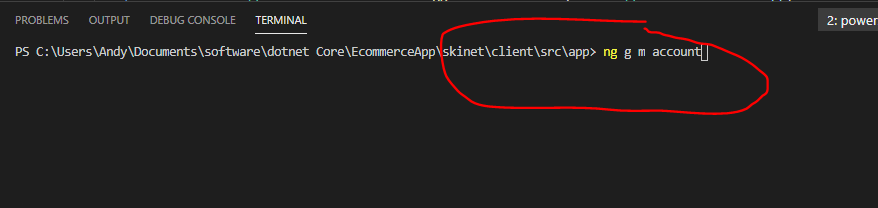 PROBLEMS OUTPUT DEBUG CONSOLE TERMINAL 2: power
PS C:\Users\Andy\Documents\software\dotnet Core\EcommerceApp\skinet\client\src\app> ng g m account